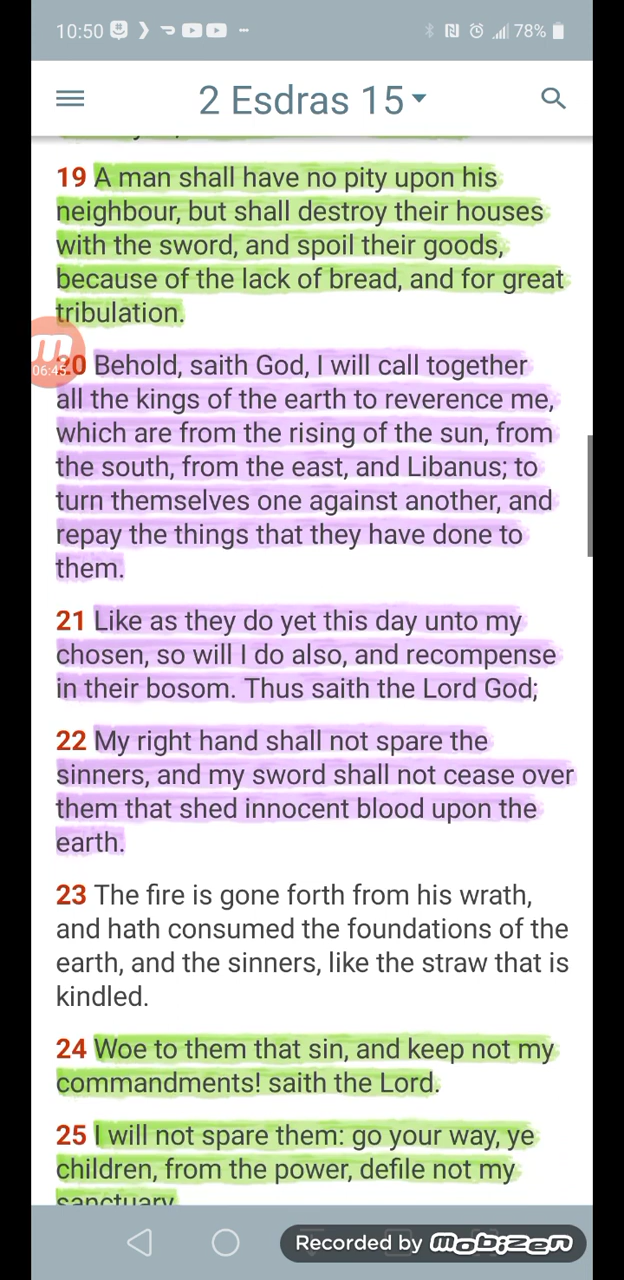 10:50 78%
2 Esdras 15
19 A man shall have no pity upon his
neighbour, but shall destroy their houses
with the sword, and spoil their goods,
because of the lack of bread, and for great
tribulation.
06:45
20 Behold, saith God, I will call together
all the kings of the earth to reverence me,
which are from the rising of the sun, from
the south, from the east, and Libanus; to
turn themselves one against another, and
repay the things that they have done to
them.
21 Like as they do yet this day unto my
chosen, so will I do also, and recompense
in their bosom. Thus saith the Lord God;
22 My right hand shall not spare the
sinners, and my sword shall not cease over
them that shed innocent blood upon the
earth.
23 The fire is gone forth from his wrath,
and hath consumed the foundations of the
earth, and the sinners, like the straw that is
kindled.
24 Woe to them that sin, and keep not my
commandments! saith the Lord.
25 I will not spare them: go your way, ye
children, from the power, defile not my
sanctuary
Recorded by mobizen